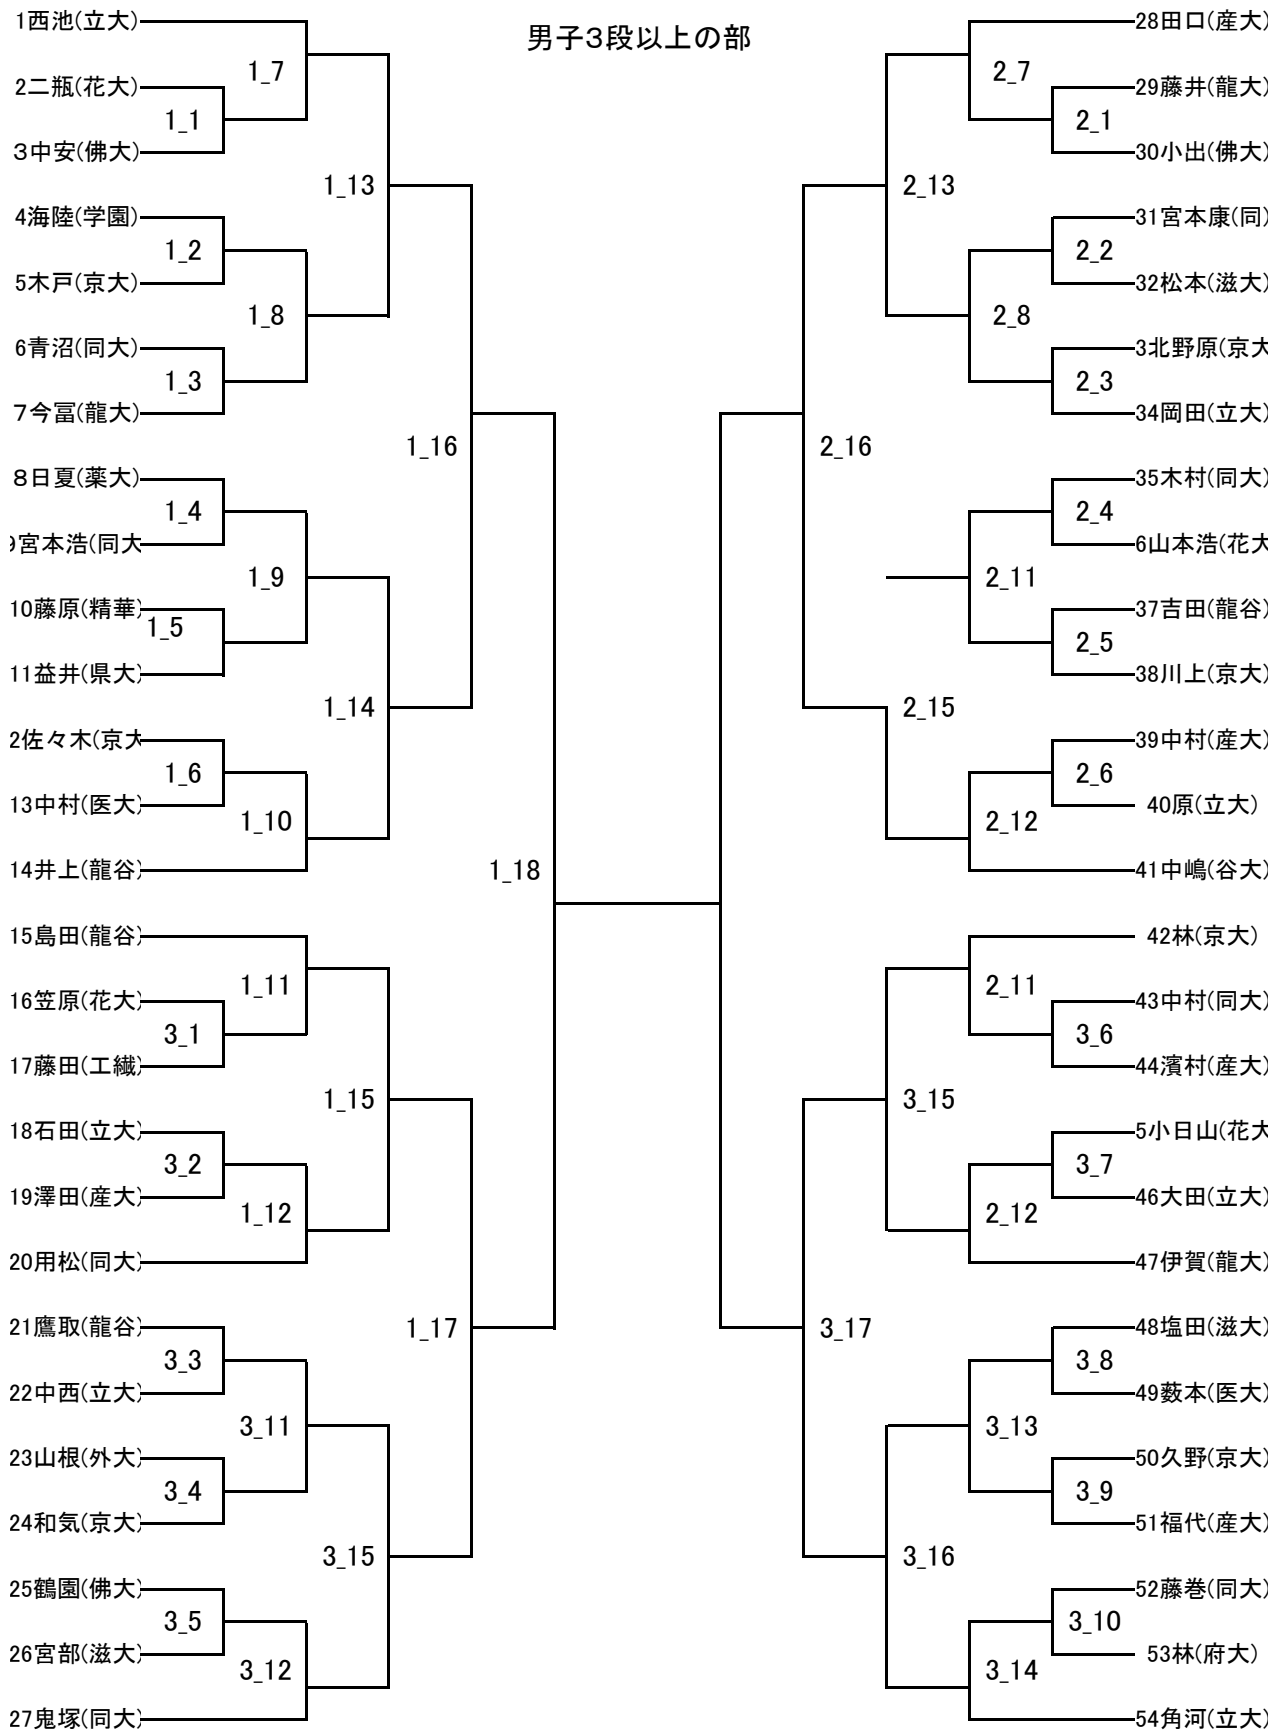 男子3段以上の部
1西池(立大)
1_7
2二瓶(花大)
1_1
3中安(佛大)
1_13
4海陸(学園)
1_2
5木戸(京大)
1_8
6青沼(同大)
1_3
7今冨(龍大)
1_16
8日夏(薬大)
1_4
9宮本浩(同大
1_9
10藤原(精華)
1_5
11益井(県大)
1_14
2佐々木(京大
1_6
13中村(医大)
1_10
14井上(龍谷)
1_18
15島田(龍谷)
1_11
16笠原(花大)
3_1
17藤田(工繊)
1_15
18石田(立大)
3_2
19澤田(産大)
1_12
20用松(同大)
1_17
21鷹取(龍谷)
3_3
22中西(立大)
3_11
23山根(外大)
3_4
24和気(京大)
3_15
25鶴園(佛大)
3_5
26宮部(滋大)
3_12
27鬼塚(同大)
28田口(産大)
2_7
29藤井(龍大)
2_1
30小出(佛大)
2_13
31宮本康(同)
2_2
32松本(滋大)
2_8
3北野原(京大
2_3
34岡田(立大)
2_16
35木村(同大)
2_4
6山本浩(花大
2_11
37吉田(龍谷)
2_5
38川上(京大)
2_15
39中村(産大)
2_6
40原(立大)
2_12
41中嶋(谷大)
42林(京大)
2_11
43中村(同大)
3_6
44濱村(産大)
3_15
5小日山(花大
3_7
46大田(立大)
2_12
47伊賀(龍大)
3_17
48塩田(滋大)
3_8
49薮本(医大)
3_13
50久野(京大)
3_9
51福代(産大)
3_16
52藤巻(同大)
3_10
53林(府大)
3_14
54角河(立大)